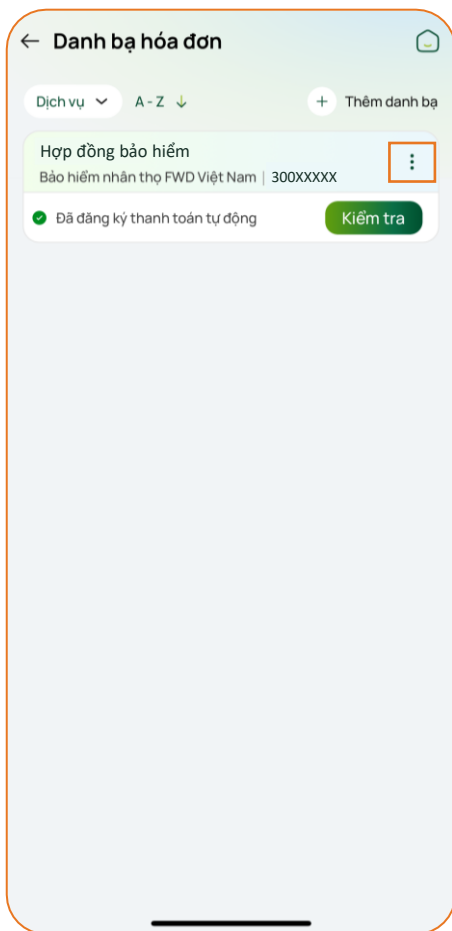 Danh bạ hóa đơn
Dịch vụ A - Z Thêm danh bạ
Hợp đồng bảo hiểm
Bảo hiểm nhân thọ FWD Việt Nam | 300XXXXX
Đã đăng ký thanh toán tự động Kiểm tra